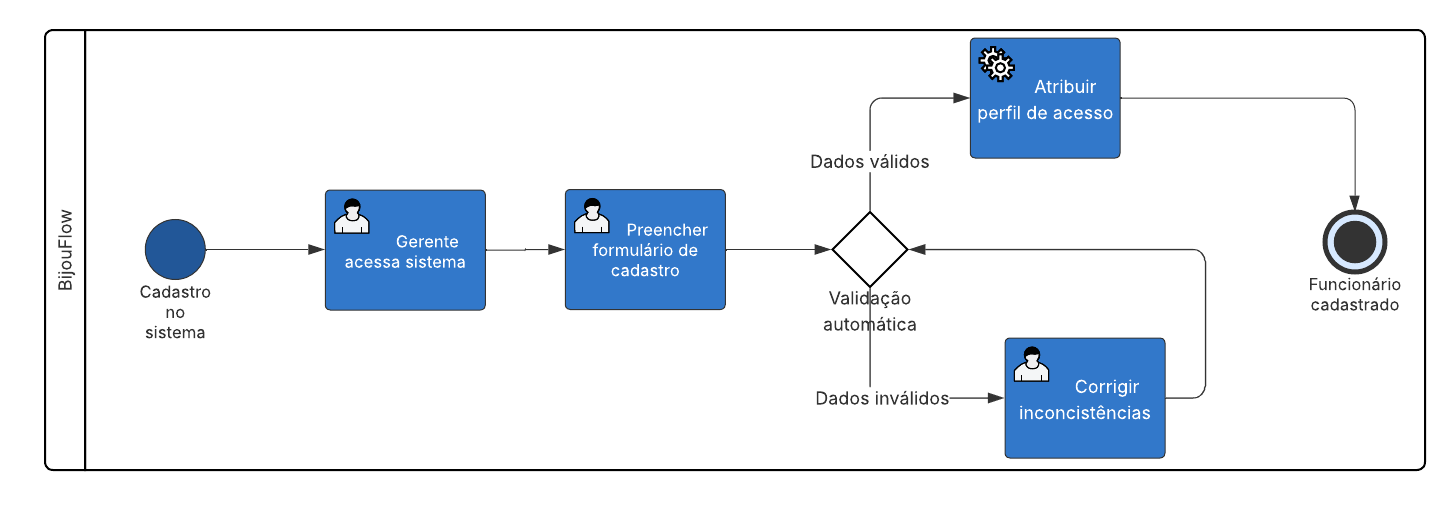 BijouFlow
Cadastro
no
sistema
Gerente
acessa sistema
Preencher
formulário de
cadastro
Validação
automática
Dados válidos
Atribuir
perfil de acesso
Dados inválidos
Corrigir
inconcistências
Funcionário
cadastrado